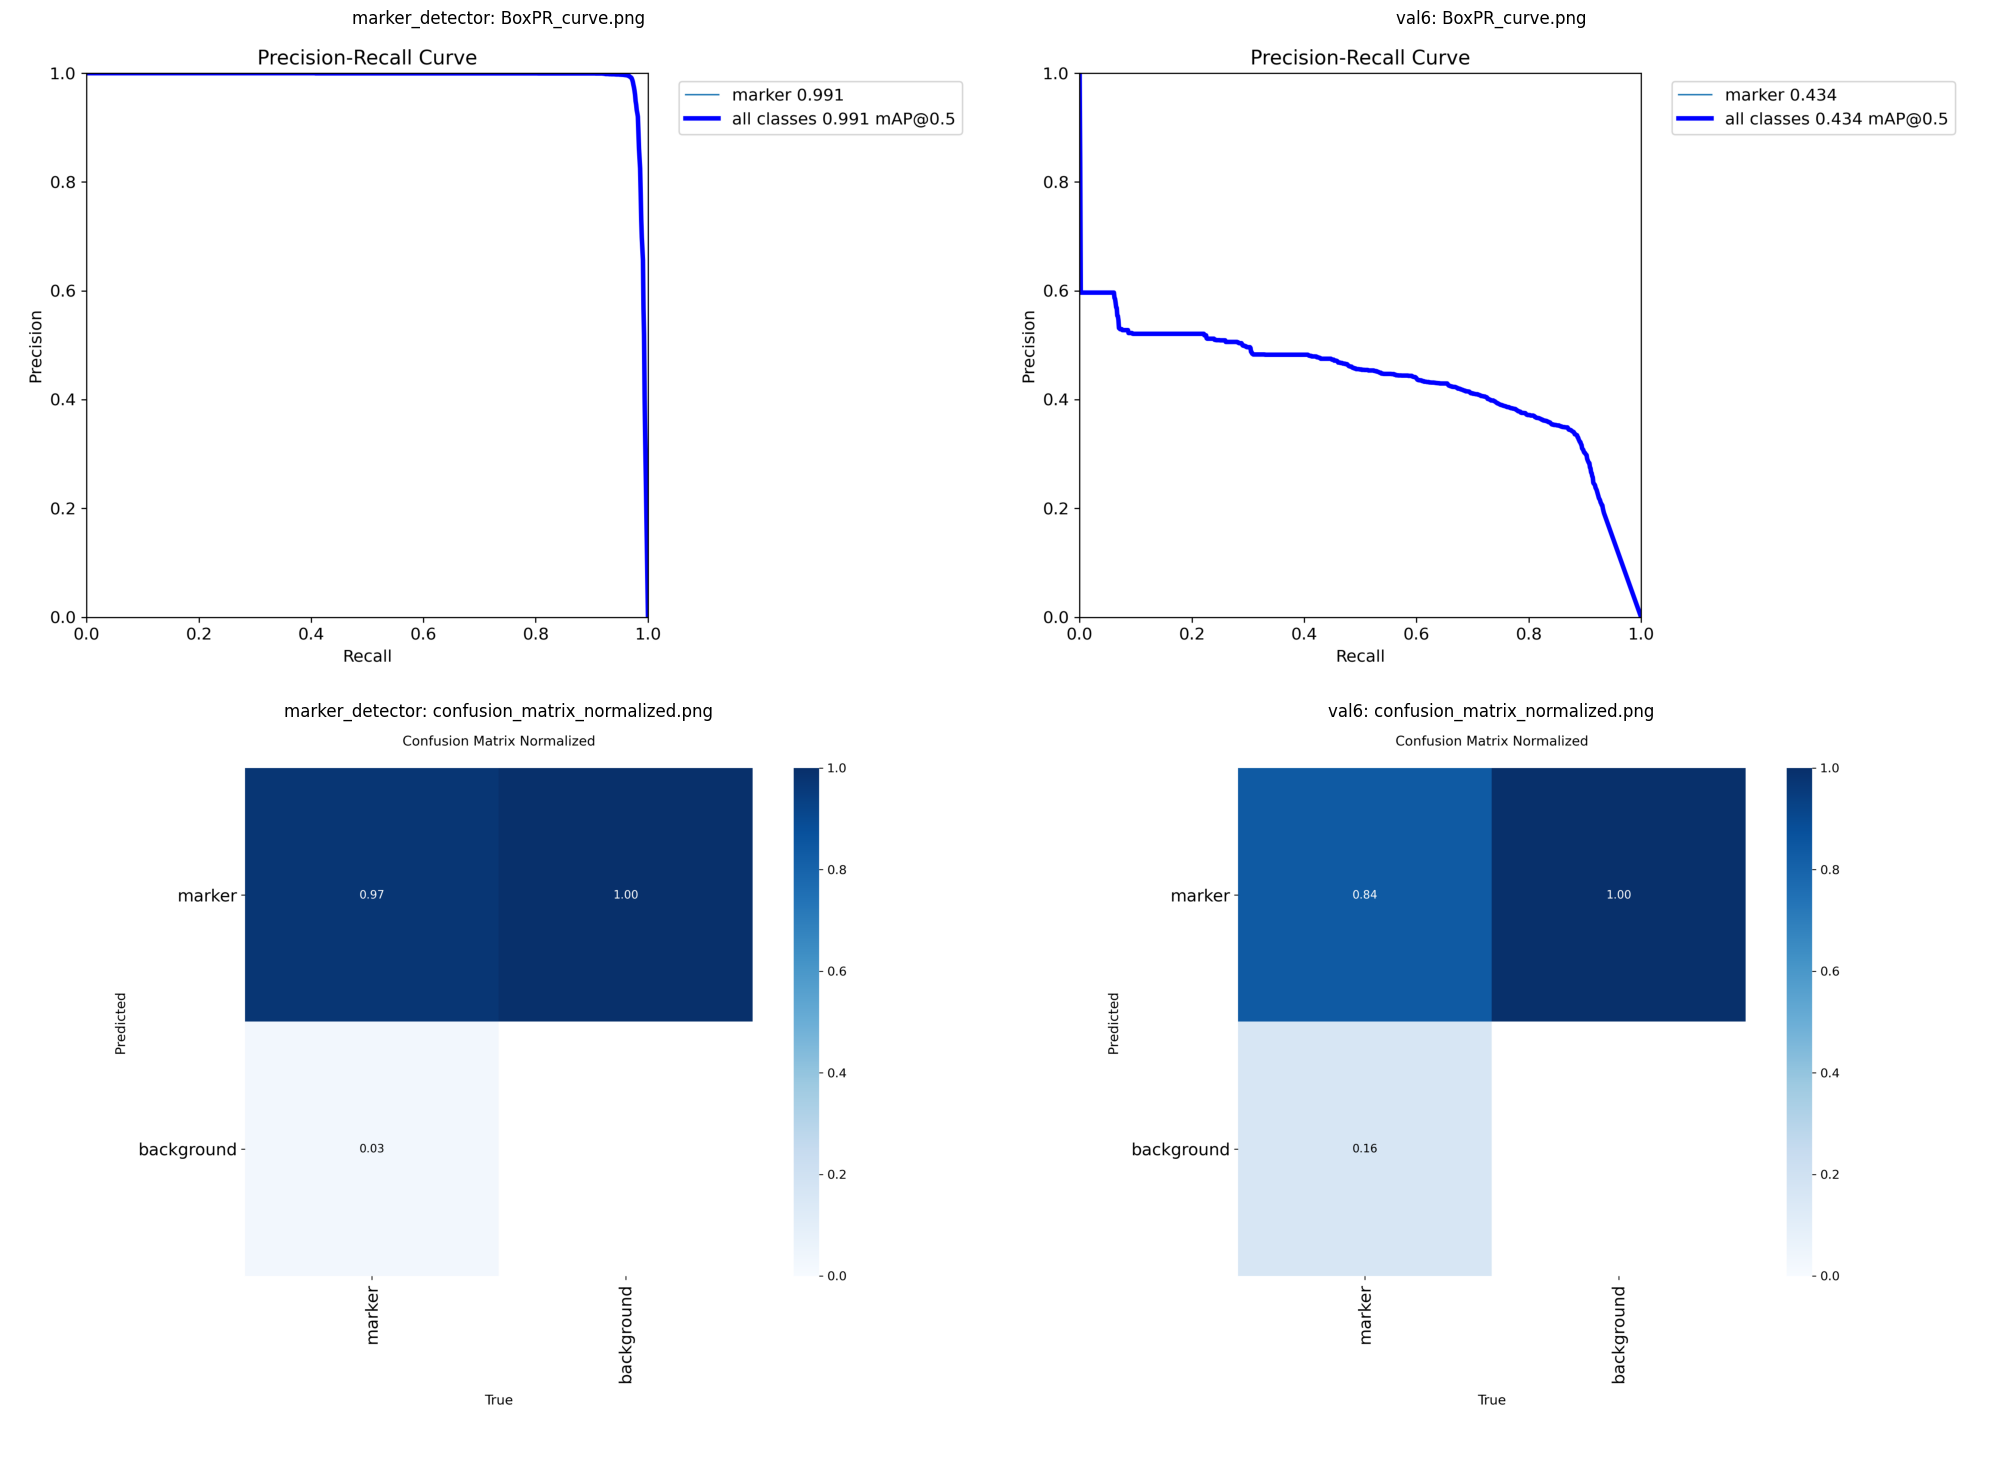 marker_detector: BoxPR_curve.png
Precision-Recall Curve
1.0
0.8
0.6
0.4
0.2
0.0
Precision
0.0 0.2 0.4 0.6 0.8 1.0
Recall
marker 0.991
all classes 0.991 mAP@0.5
val6: BoxPR_curve.png
Precision-Recall Curve
1.0
0.8
0.6
0.4
0.2
0.0
Precision
0.0 0.2 0.4 0.6 0.8 1.0
Recall
marker 0.434
all classes 0.434 mAP@0.5
marker_detector: confusion_matrix_normalized.png
Confusion Matrix Normalized
marker
0.97 1.00
Predicted
background
0.03
marker
background
True
1.0
0.8
0.6
0.4
0.2
0.0
val6: confusion_matrix_normalized.png
Confusion Matrix Normalized
marker
0.84 1.00
Predicted
background
0.16
marker
background
True
1.0
0.8
0.6
0.4
0.2
0.0